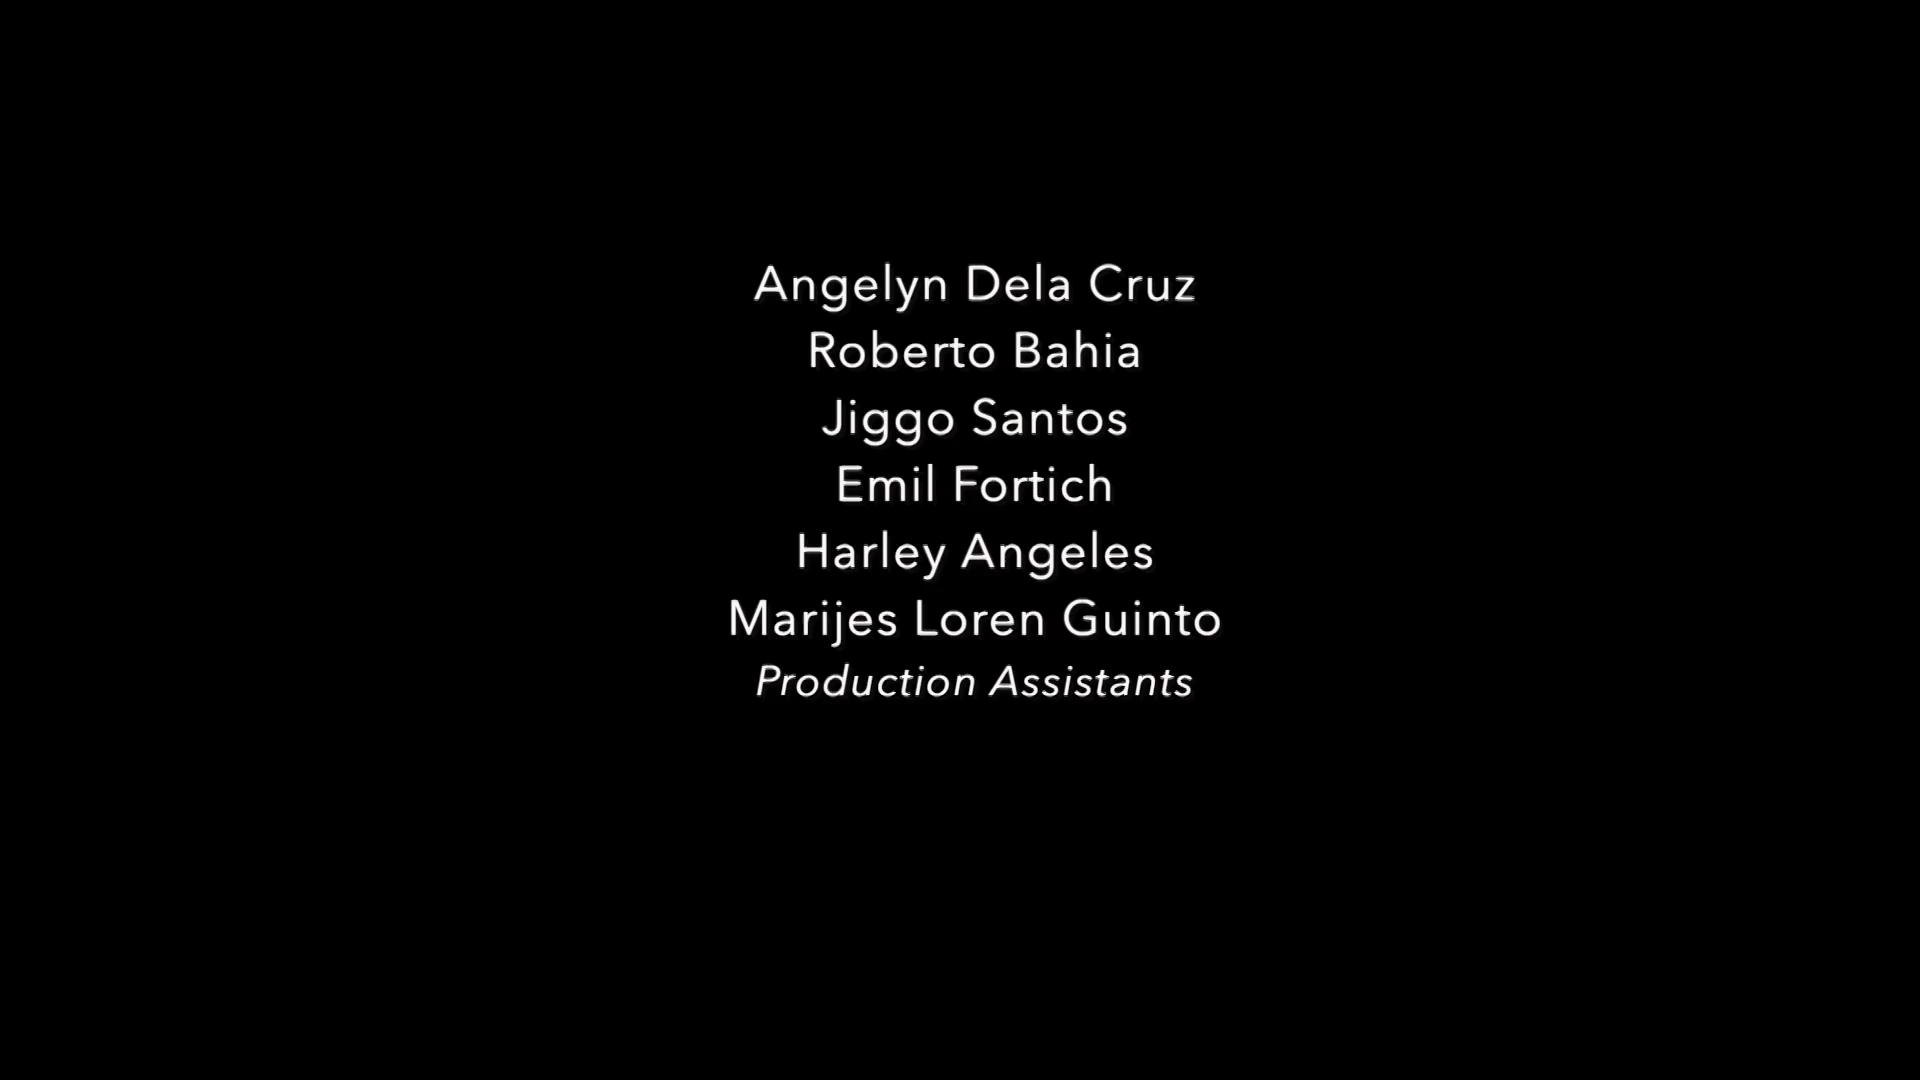 Angelyn Dela Cruz
Roberto Bahia
Jiggo Santos
Emil Fortich
Harley Angeles
Marijes Loren Guinto
Production Assistants